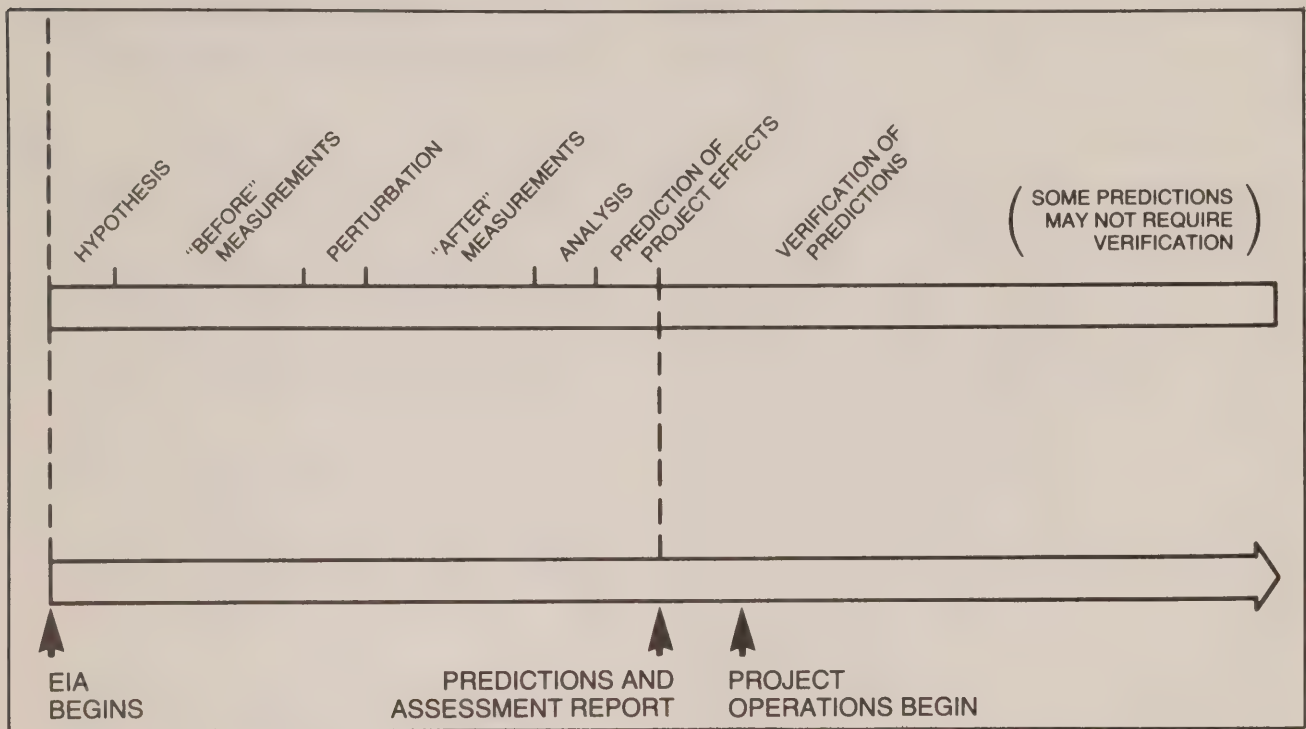 HYPOTHESIS
"BEFORE"
MEASUREMENTS
PERTURBATION
"AFTER"
MEASUREMENTS
ANALYSIS
PREDICTION OF
PROJECT EFFECTS
VERIFICATION OF
PREDICTIONS
(SOME PREDICTIONS
MAY NOT REQUIRE
VERIFICATION)
EIA
BEGINS
PREDICTIONS AND
ASSESSMENT REPORT
PROJECT
OPERATIONS BEGIN